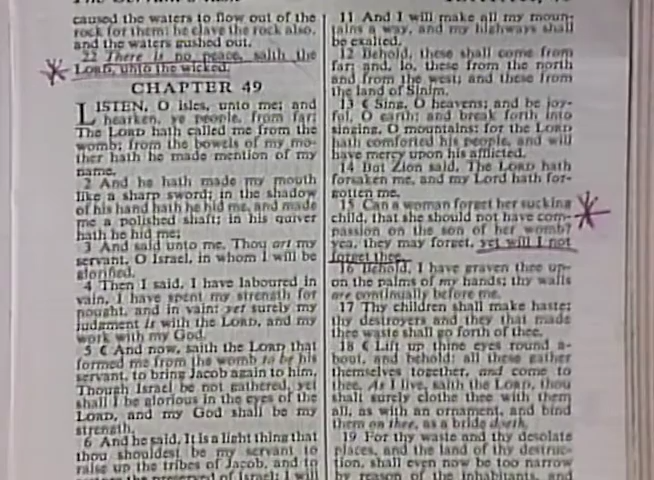 caused the waters to flow out of the
rock for them: he clave the rock also,
and the waters gushed out.
22 There is no peace, saith the
LORD, unto the wicked.
CHAPTER 49
LISTEN, O isles, unto me; and
hearken, ye people, from far;
The LORD hath called me from the
womb; from the bowels of my mo-
ther hath he made mention of my
name.
2 And he hath made my mouth
like a sharp sword; in the shadow
of his hand hath he hid me, and made
me a polished shaft; in his quiver
hath he hid me;
3 And said unto me, Thou art my
servant, O Israel, in whom I will be
glorified.
4 Then I said, I have laboured in
vain, I have spent my strength for
nought, and in vain: yet surely my
judgment is with the LORD, and my
work with my God.
5 ¶ And now, saith the LORD that
formed me from the womb to be his
servant, to bring Jacob again to him,
Though Israel be not gathered, yet
shall I be glorious in the eyes of the
LORD, and my God shall be my
strength.
6 And he said, It is a light thing that
thou shouldest be my servant to
raise up the tribes of Jacob, and to
restore the preserved of Israel: I will
11 And I will make all my moun-
tains a way, and my highways shall
be exalted.
12 Behold, these shall come from
far: and, lo, these from the north
and from the west; and these from
the land of Sinim.
13 ¶ Sing, O heavens; and be joy-
ful, O earth; and break forth into
singing, O mountains: for the LORD
hath comforted his people, and will
have mercy upon his afflicted.
14 But Zion said, The LORD hath
forsaken me, and my Lord hath for-
gotten me.
15 Can a woman forget her sucking
child, that she should not have com-
passion on the son of her womb?
yea, they may forget, yet will I not
forget thee.
16 Behold, I have graven thee up-
on the palms of my hands; thy walls
are continually before me.
17 Thy children shall make haste;
thy destroyers and they that made
thee waste shall go forth of thee.
18 ¶ Lift up thine eyes round a-
bout, and behold: all these gather
themselves together, and come to
thee. As I live, saith the LORD, thou
shalt surely clothe thee with them
all, as with an ornament, and bind
them on thee, as a bride doeth.
19 For thy waste and thy desolate
places, and the land of thy destruc-
tion, shall even now be too narrow
by reason of the inhabitants, and